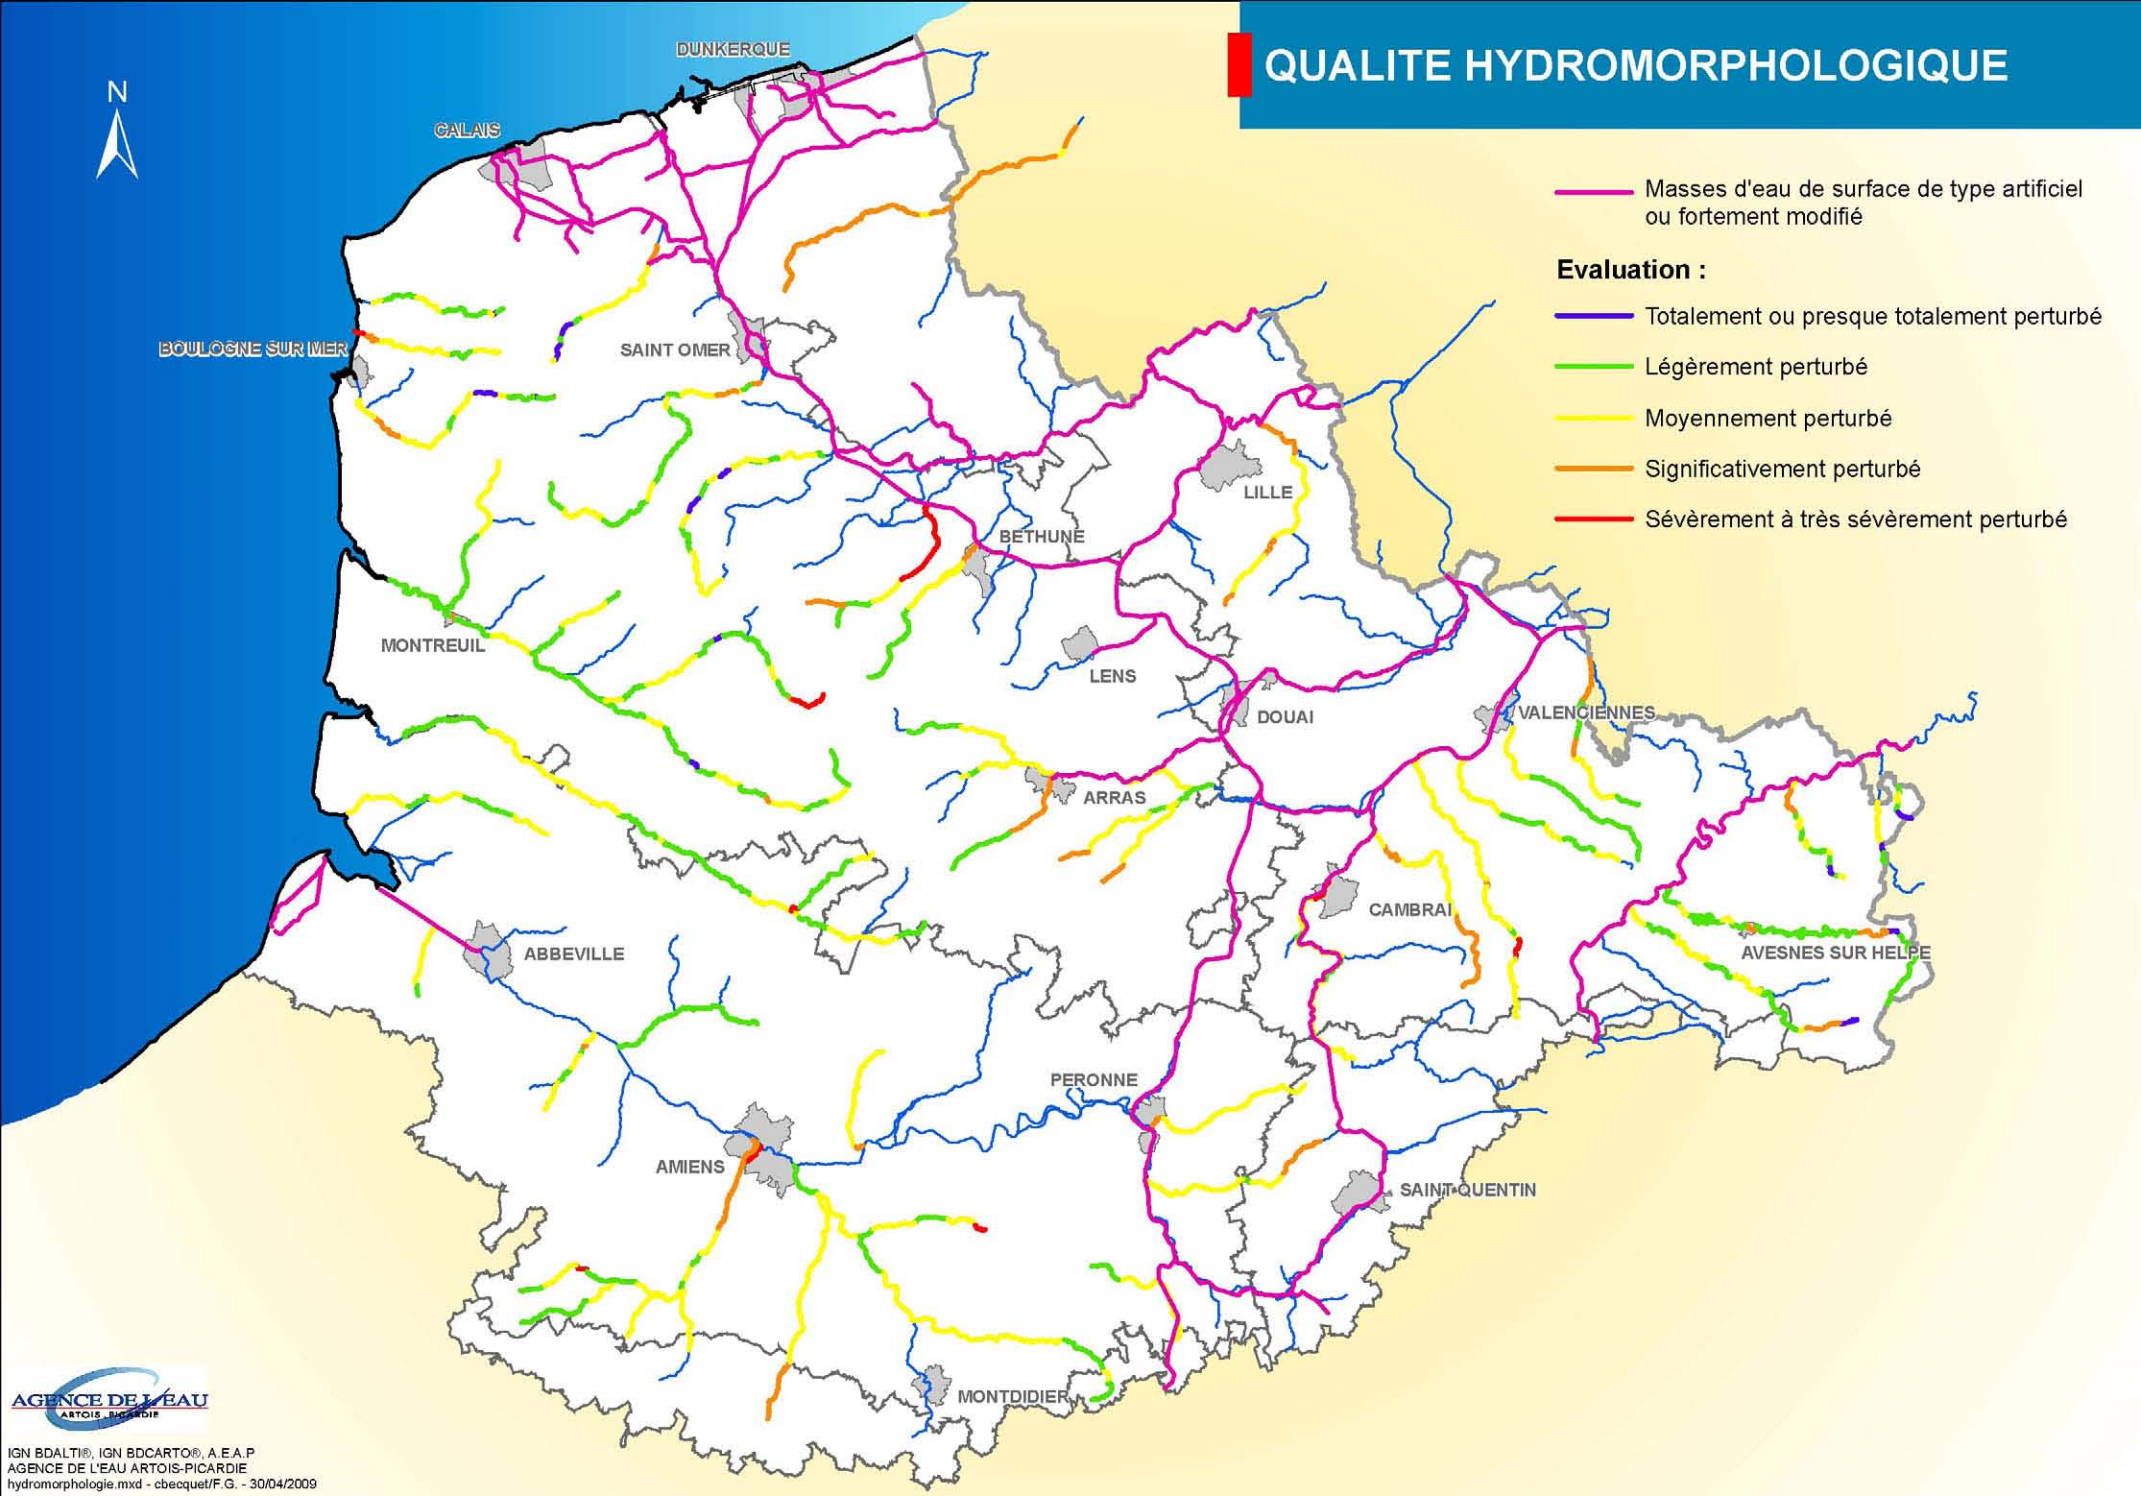 QUALITE HYDROMORPHOLOGIQUE
N
Masses d'eau de surface de type artificiel
ou fortement modifié
Evaluation :
Totalement ou presque totalement perturbé
Légèrement perturbé
Moyennement perturbé
Significativement perturbé
Sévèrement à très sévèrement perturbé
DUNKERQUE
CALAIS
BOULOGNE SUR MER
SAINT OMER
LILLE
BETHUNE
MONTREUIL
LENS
DOUAI
VALENCIENNES
ARRAS
CAMBRAI
AVESNES SUR HELPE
ABBEVILLE
PERONNE
AMIENS
SAINT-QUENTIN
MONTDIDIER
AGENCE DE L'EAU
ARTOIS - PICARDIE
IGN BDALTI®, IGN BDCARTO®, A.E.A.P
AGENCE DE L'EAU ARTOIS-PICARDIE
hydromorphologie.mxd - cbecquet/F.G. - 30/04/2009